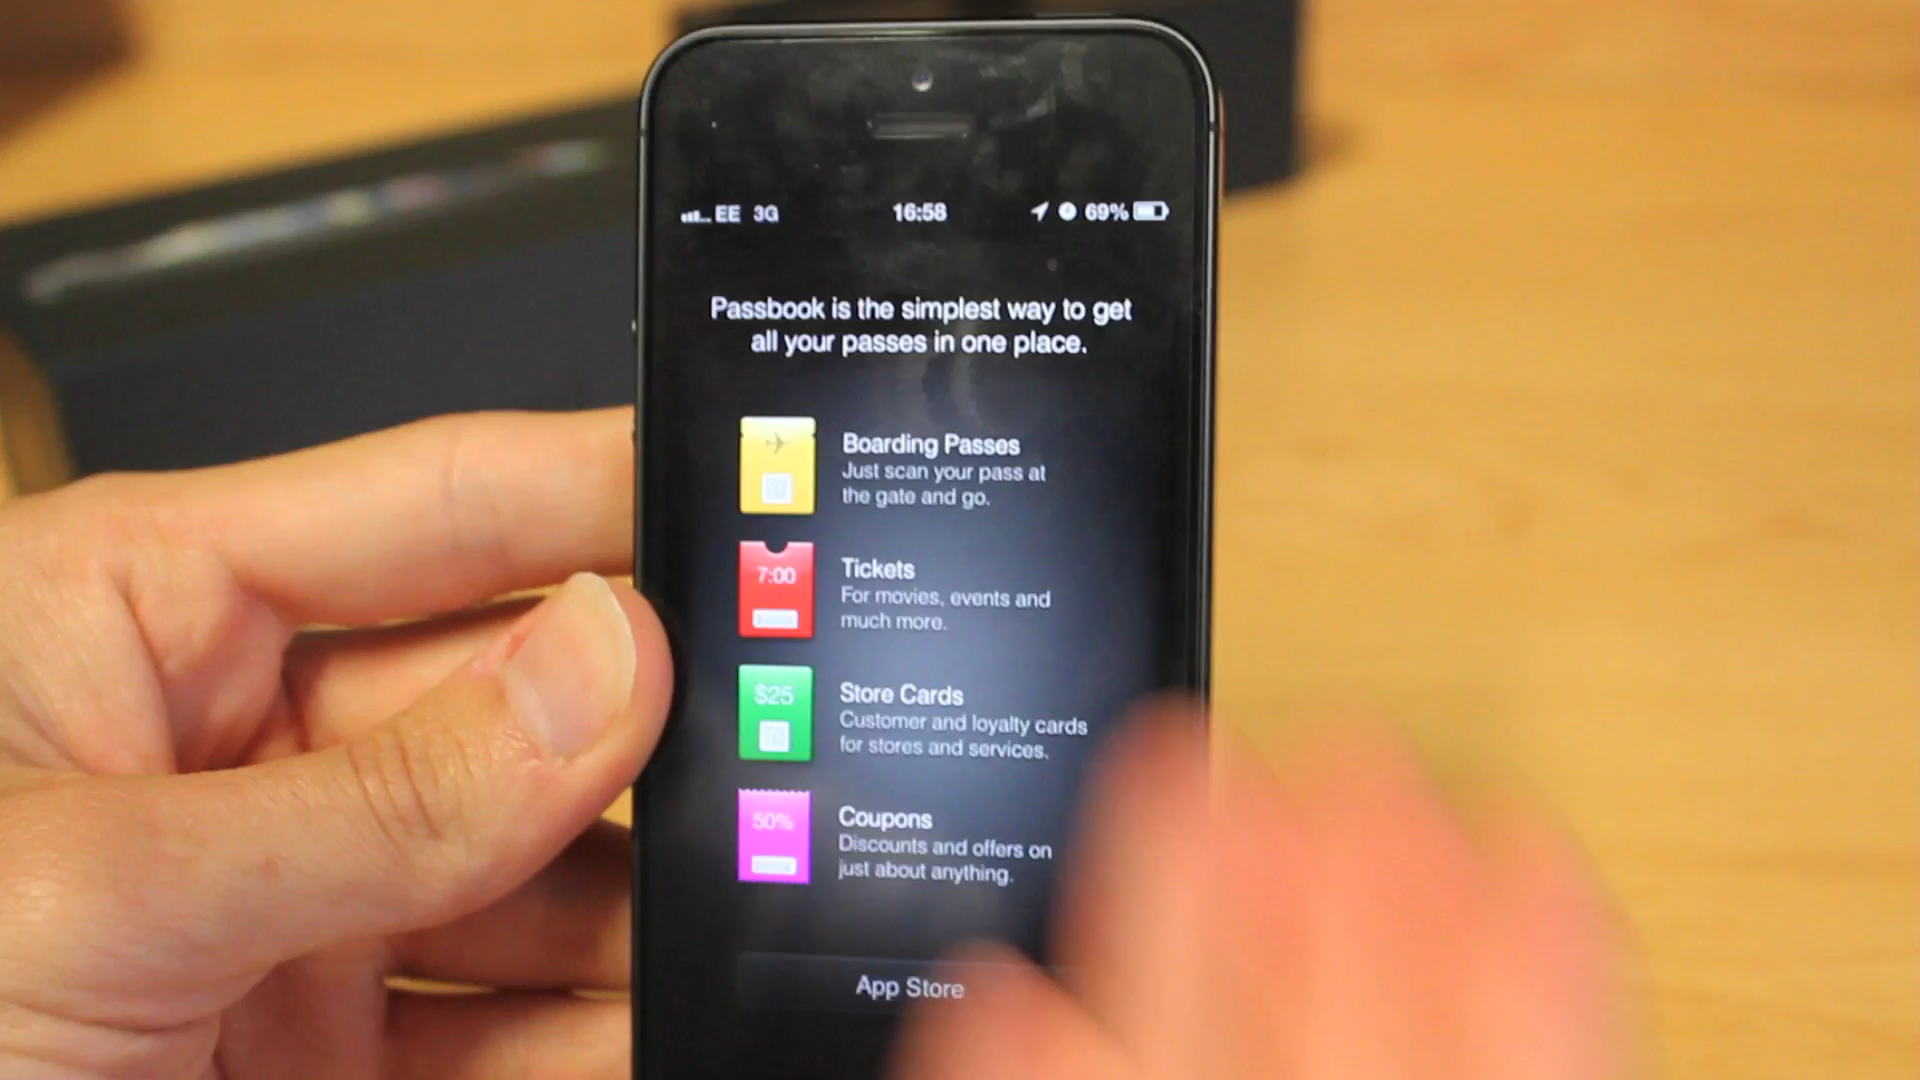 EE 3G 16:58 69%
Passbook is the simplest way to get
all your passes in one place.
Boarding Passes
Just scan your pass at
the gate and go.
7:00
Tickets
For movies, events and
much more.
$25
Store Cards
Customer and loyalty cards
for stores and services.
50%
Coupons
Discounts and offers on
just about anything.
App Store